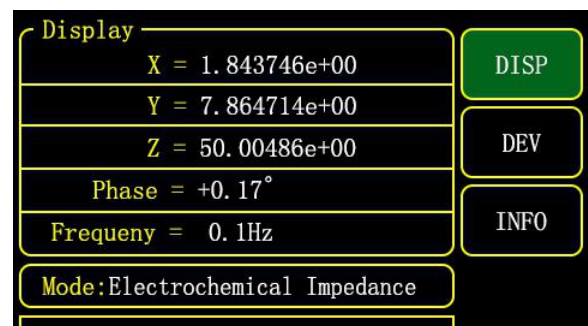 Display
X = 1.843746e+00
DISP
Y = 7.864714e+00
Z = 50.00486e+00
DEV
Phase = +0.17°
Frequeny = 0.1Hz
INFO
Mode:Electrochemical Impedance